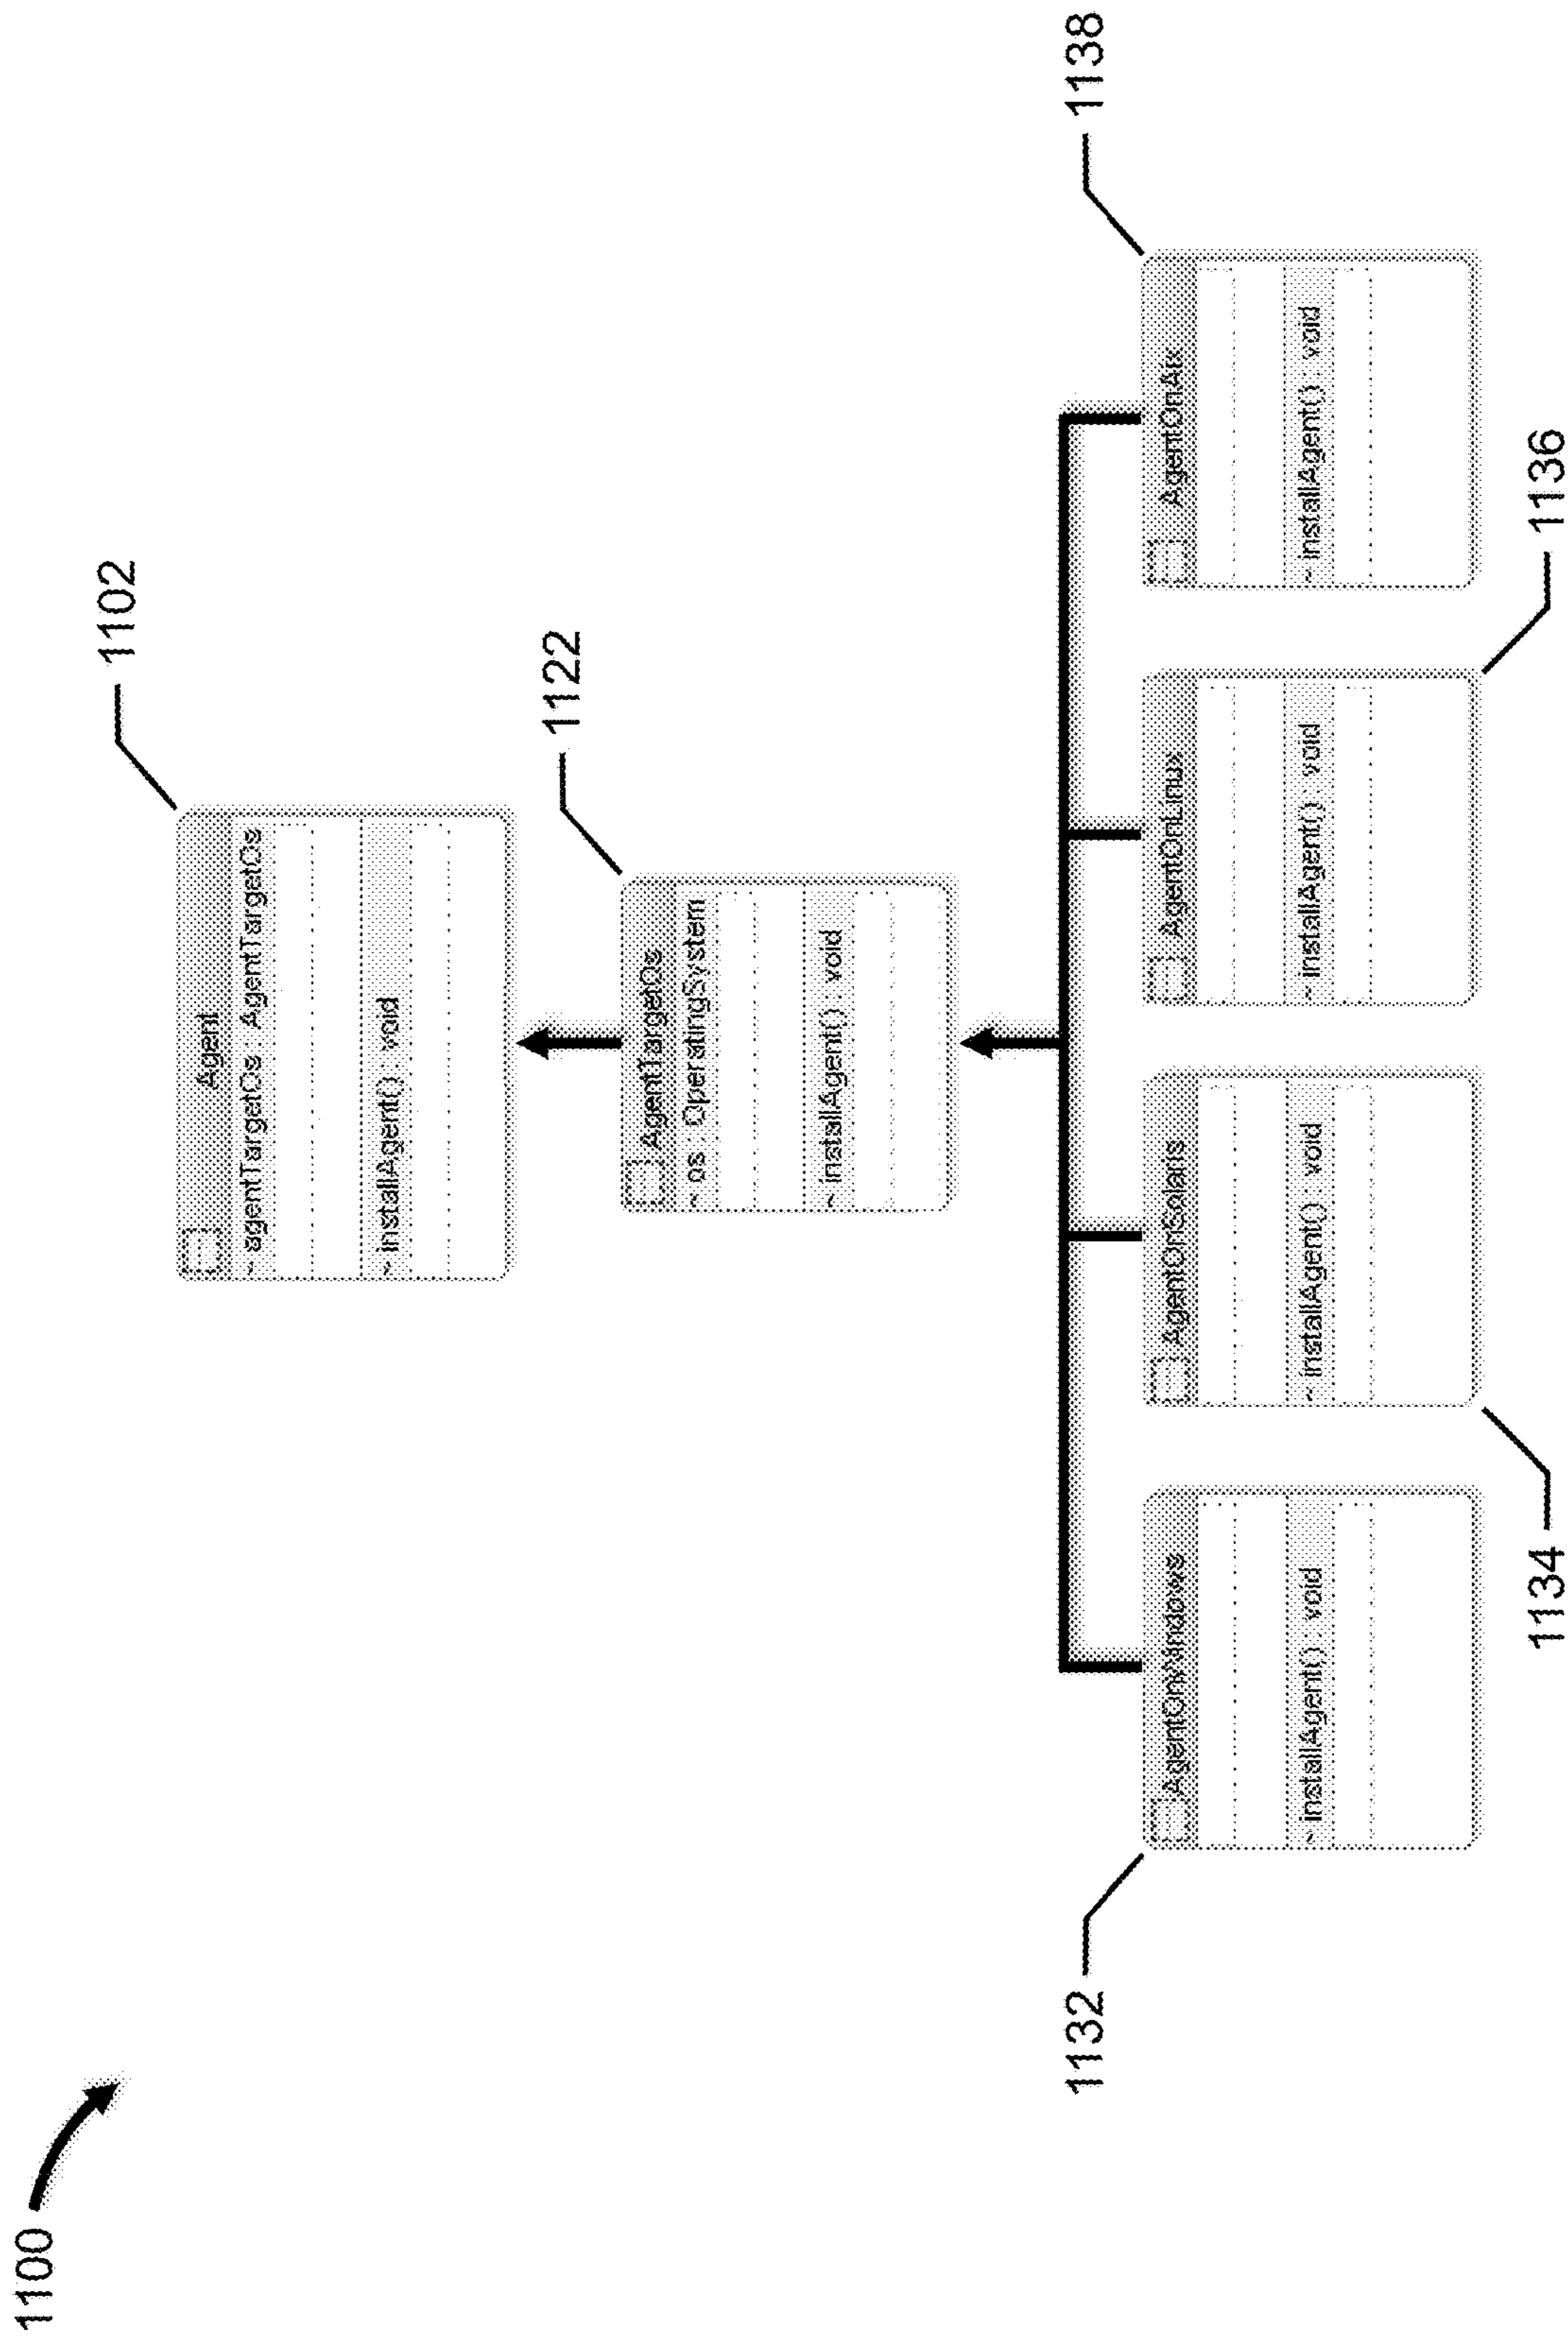 1100
1102
Agent
~ agentTargetOs : AgentTargetOs
~ installAgent() : void
1122
AgentTargetOs
~ os : OperatingSystem
~ installAgent() : void
1132
AgentOnWindows
~ installAgent() : void
1134
AgentOnSolaris
~ installAgent() : void
1136
AgentOnLinux
~ installAgent() : void
1138
AgentOnAix
~ installAgent() : void